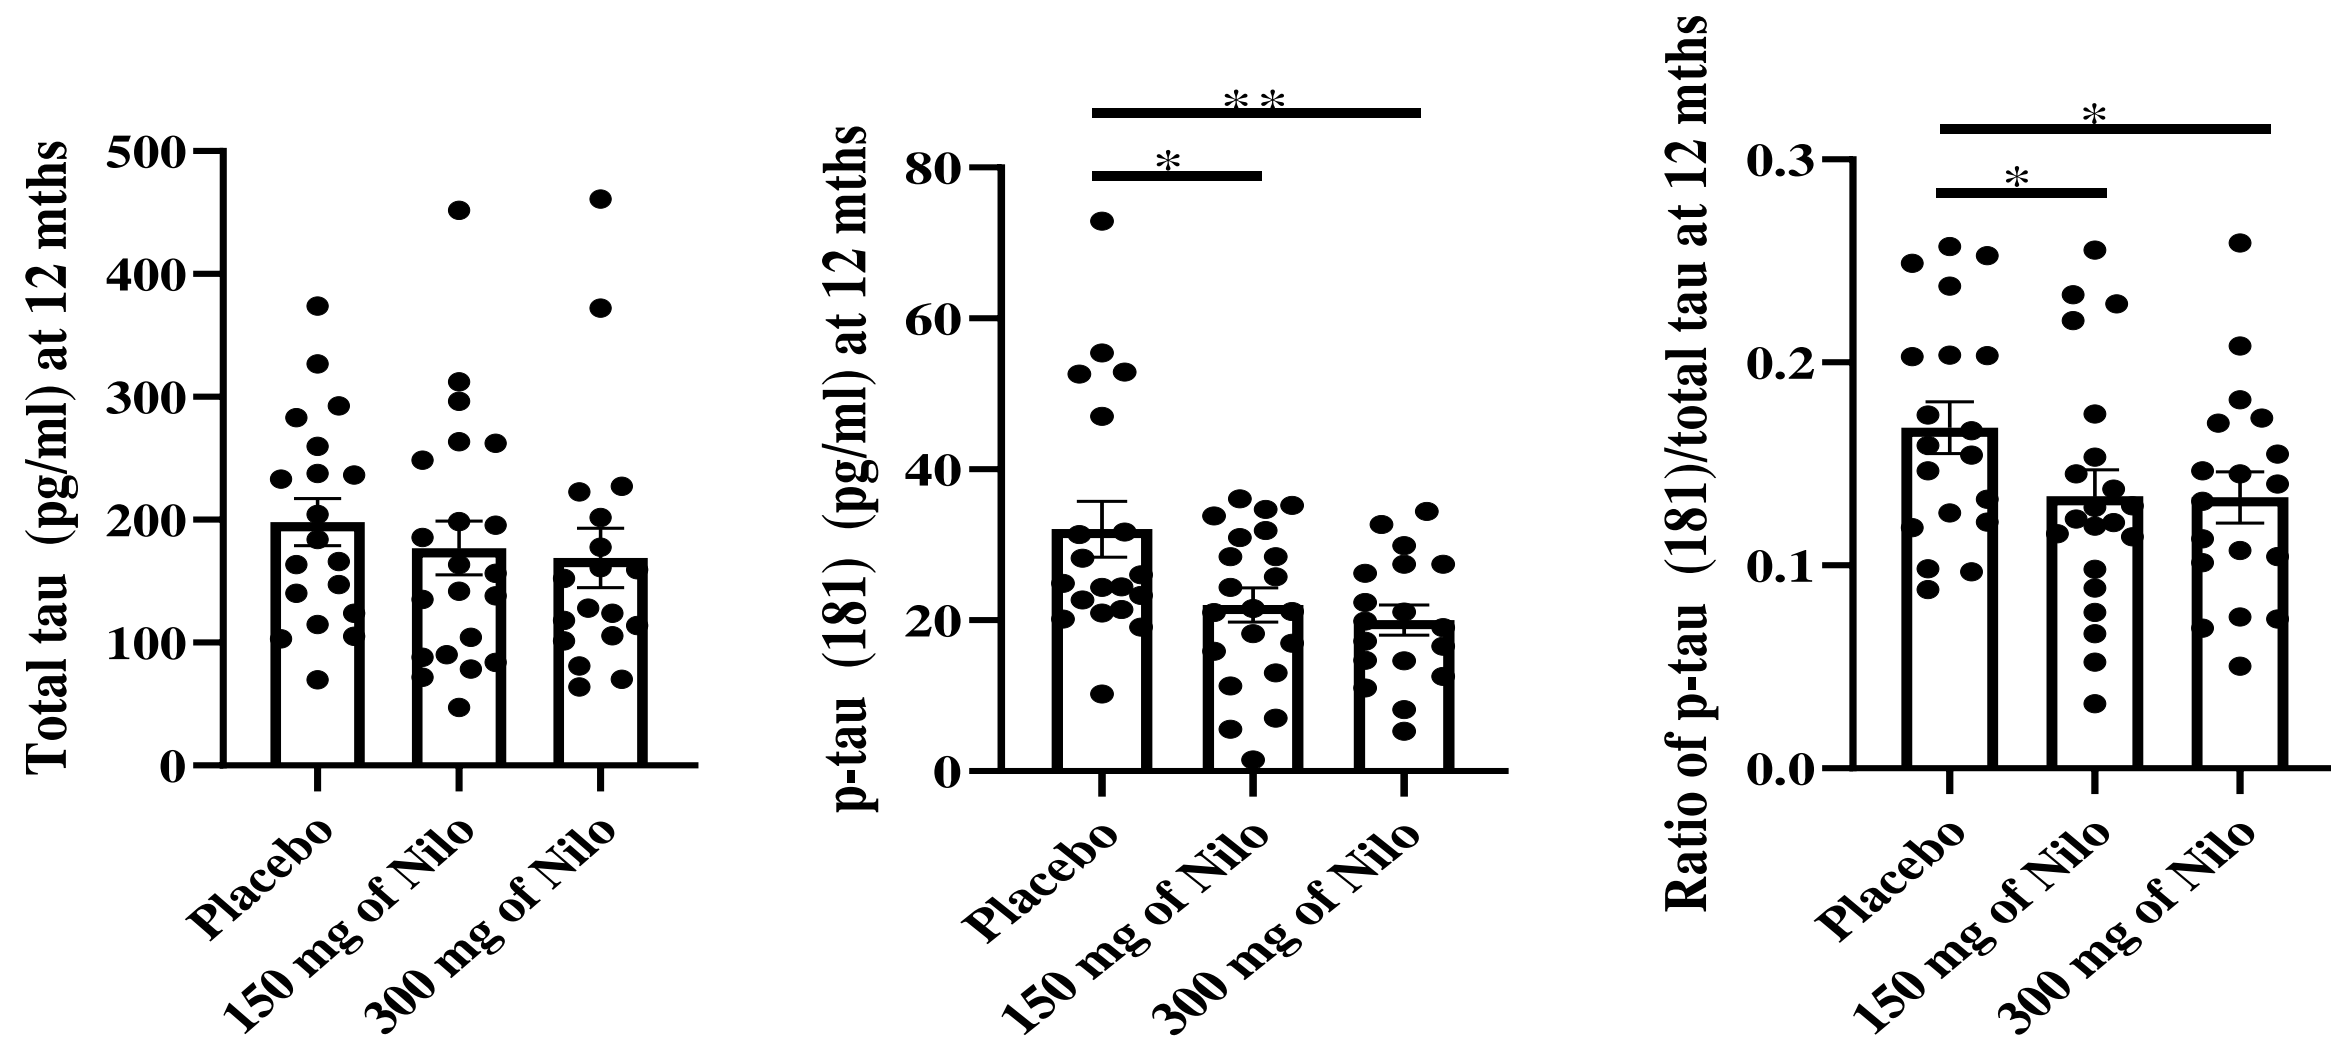 Total tau (pg/ml) at 12 mths
500
400
300
200
100
0
Placebo
150 mg of Nilo
300 mg of Nilo
p-tau (181) (pg/ml) at 12 mths
**
*
80
60
40
20
0
Placebo
150 mg of Nilo
300 mg of Nilo
Ratio of p-tau (181)/total tau at 12 mths
*
*
0.3
0.2
0.1
0.0
Placebo
150 mg of Nilo
300 mg of Nilo